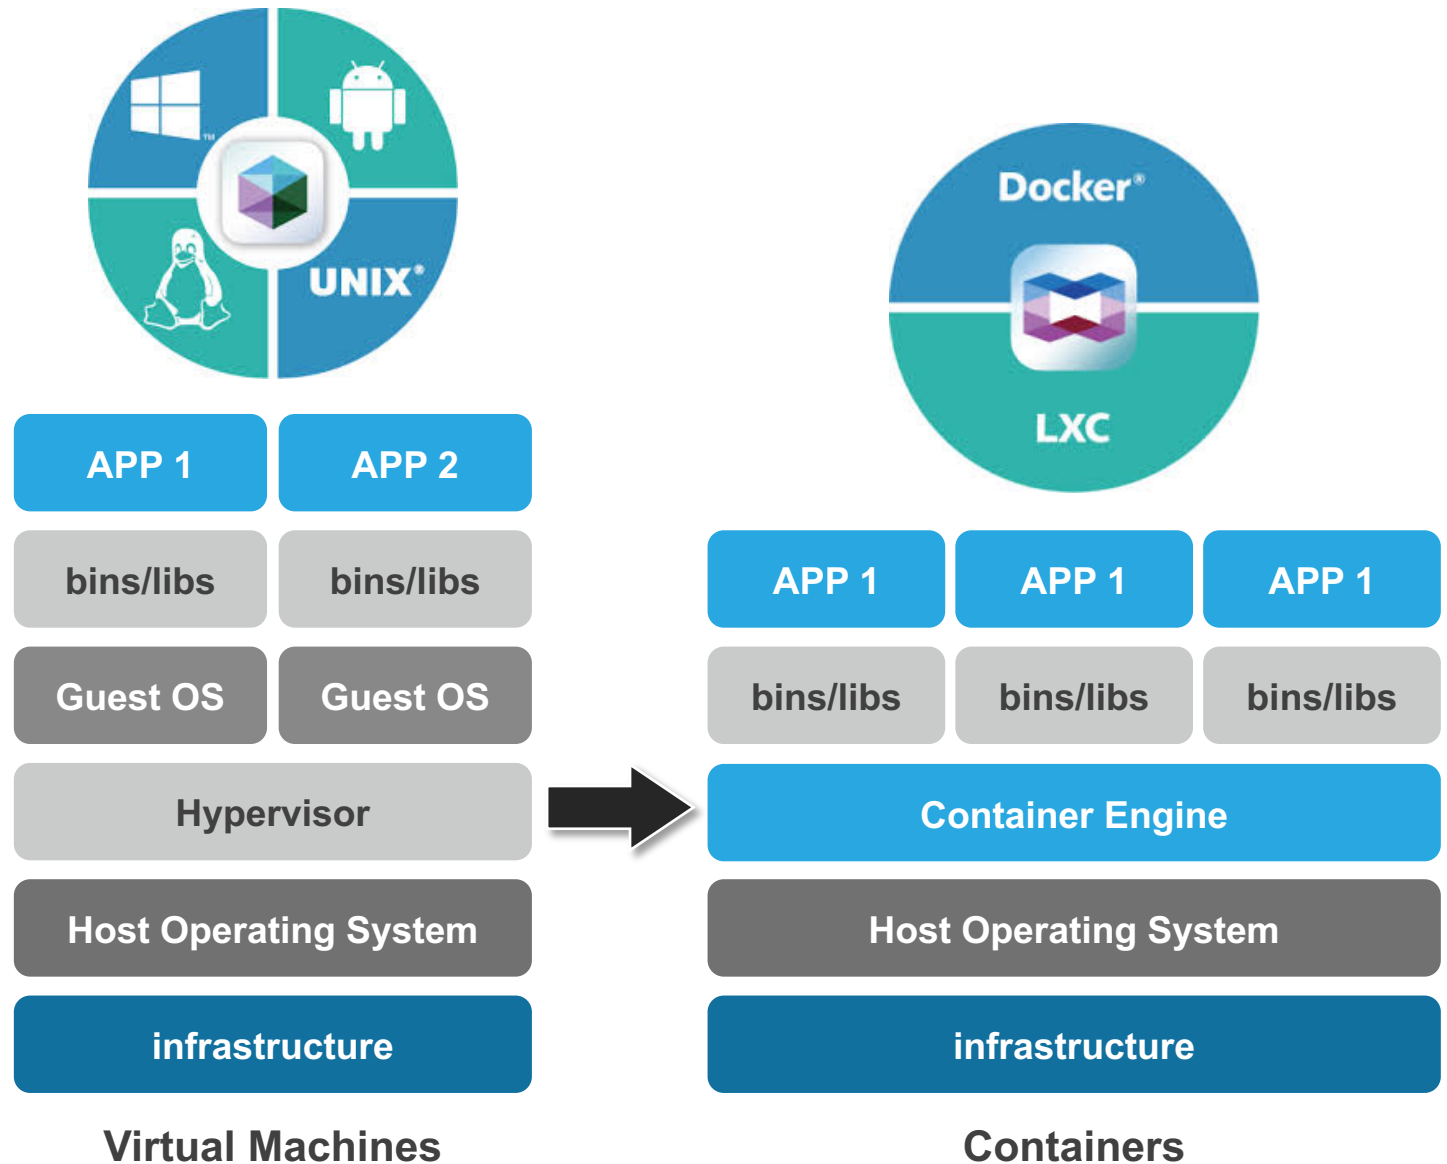 ™
UNIX®
APP 1
APP 2
bins/libs
bins/libs
Guest OS
Guest OS
Hypervisor
Host Operating System
infrastructure
Virtual Machines
Docker®
LXC
APP 1
APP 1
APP 1
bins/libs
bins/libs
bins/libs
Container Engine
Host Operating System
infrastructure
Containers